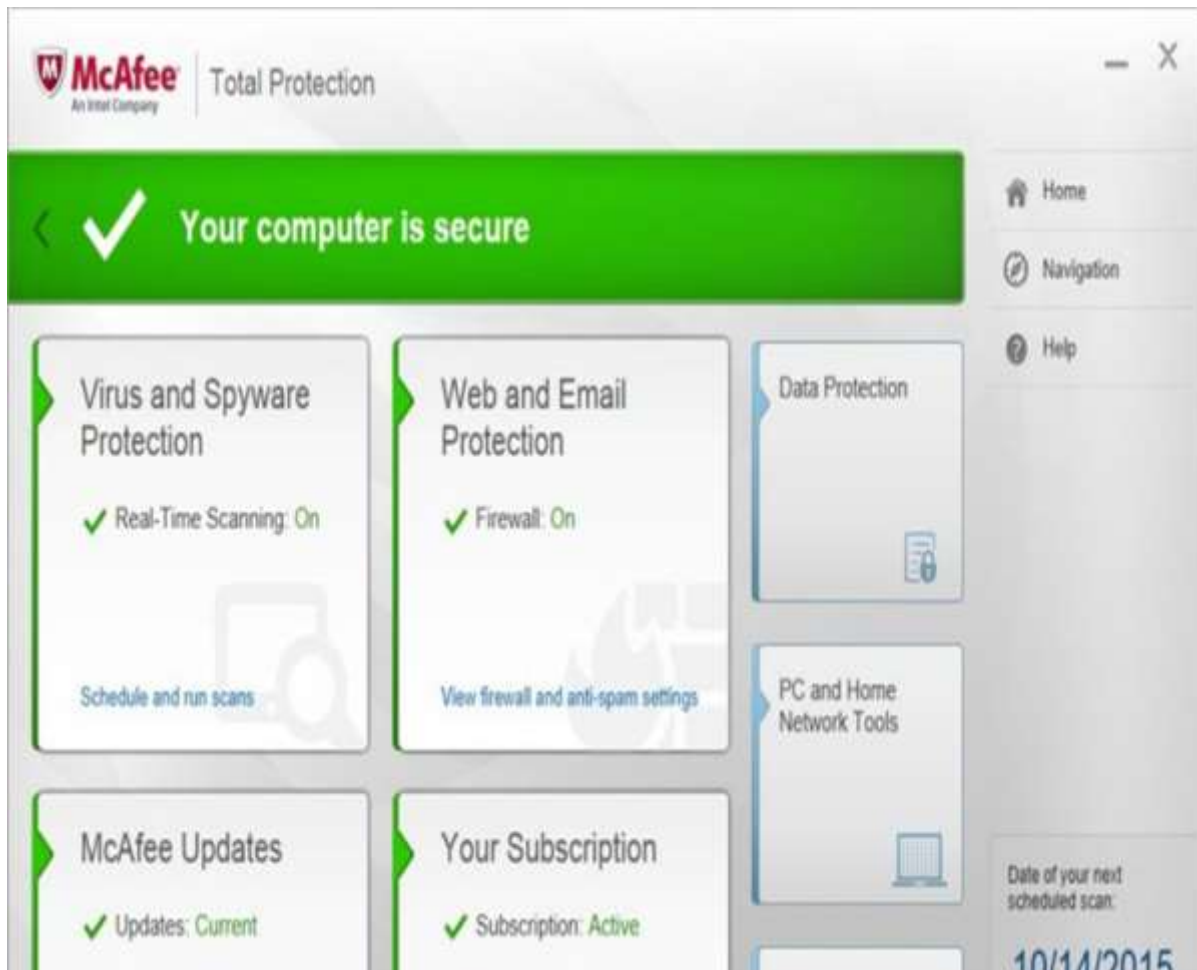 McAfee
An Intel Company
Total Protection
Your computer is secure
Home
Navigation
Help
Virus and Spyware
Protection
Real-Time Scanning: On
Schedule and run scans
Web and Email
Protection
Firewall: On
View firewall and anti-spam settings
Data Protection
PC and Home
Network Tools
McAfee Updates
Updates: Current
Your Subscription
Subscription: Active
Date of your next
scheduled scan:
10/14/2015